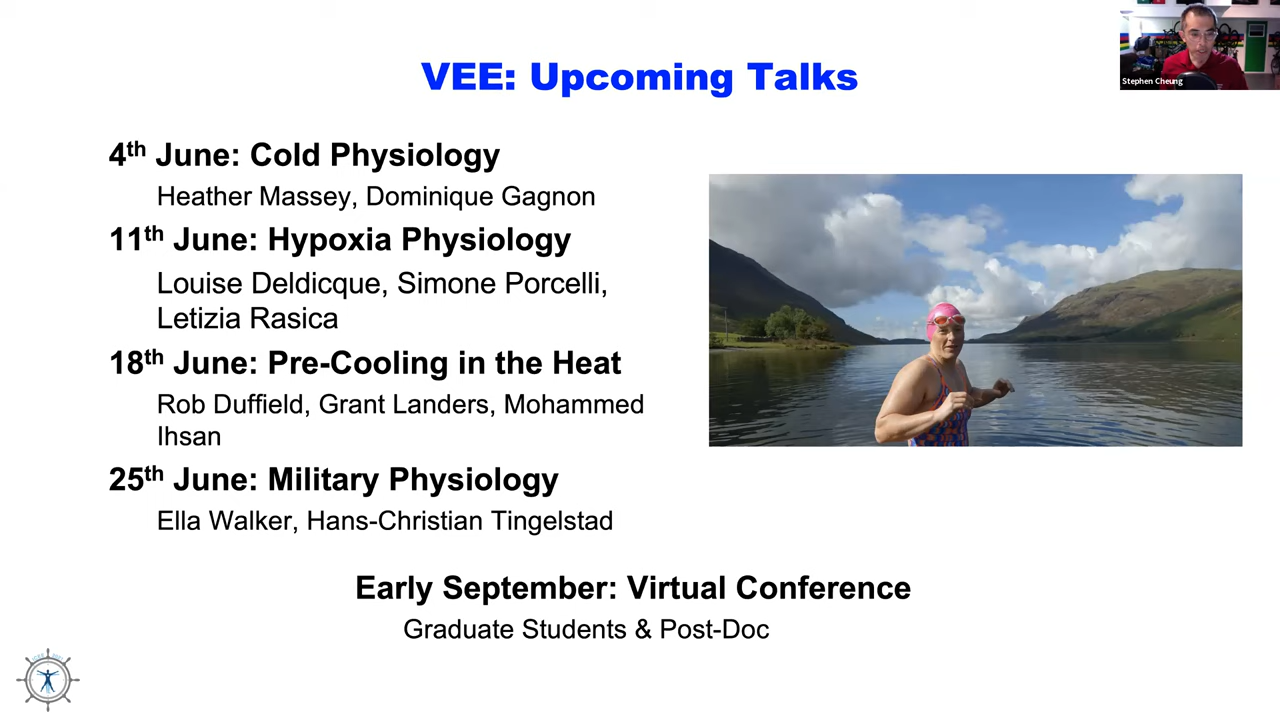 VEE: Upcoming Talks
Stephen Cheung
4th June: Cold Physiology
Heather Massey, Dominique Gagnon
11th June: Hypoxia Physiology
Louise Deldicque, Simone Porcelli,
Letizia Rasica
18th June: Pre-Cooling in the Heat
Rob Duffield, Grant Landers, Mohammed
Ihsan
25th June: Military Physiology
Ella Walker, Hans-Christian Tingelstad
Early September: Virtual Conference
Graduate Students & Post-Doc